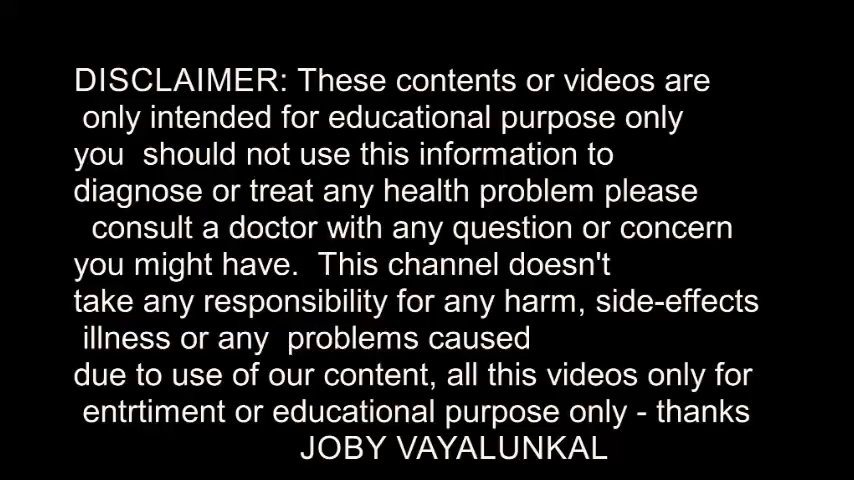 DISCLAIMER: These contents or videos are
only intended for educational purpose only
you should not use this information to
diagnose or treat any health problem please
consult a doctor with any question or concern
you might have. This channel doesn't
take any responsibility for any harm, side-effects
illness or any problems caused
due to use of our content, all this videos only for
entrtiment or educational purpose only - thanks
JOBY VAYALUNKAL